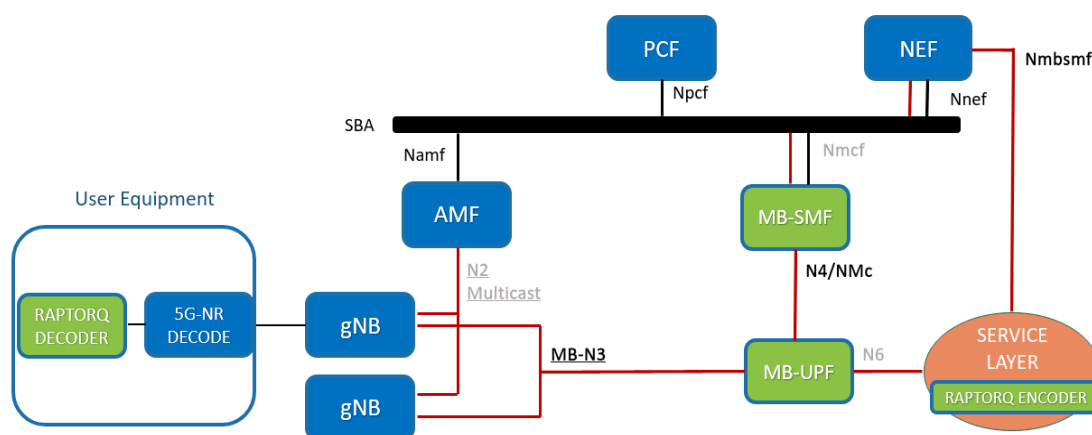 PCF
NEF
Nmbsmf
Npcf
Nnef
SBA
Namf
Nmcf
User Equipment
AMF
MB-SMF
N2
Multicast
N4/NMc
RAPTORQ
DECODER
5G-NR
DECODE
gNB
MB-N3
MB-UPF
N6
SERVICE
LAYER
RAPTORQ ENCODER
gNB